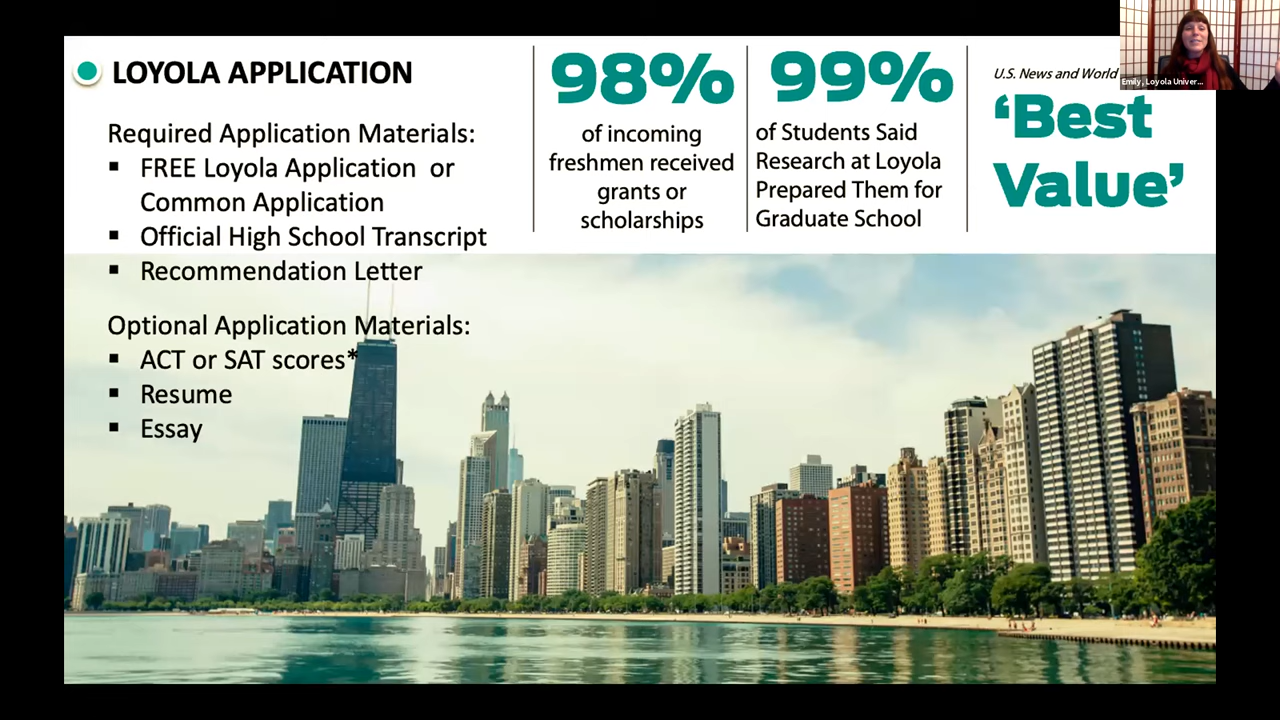 LOYOLA APPLICATION
Required Application Materials:
▪ FREE Loyola Application or
Common Application
▪ Official High School Transcript
▪ Recommendation Letter
Optional Application Materials:
▪ ACT or SAT scores*
▪ Resume
▪ Essay
98%
of incoming
freshmen received
grants or
scholarships
99%
of Students Said
Research at Loyola
Prepared Them for
Graduate School
U.S. News and World
‘Best
Value’
Emily, Loyola Univer...